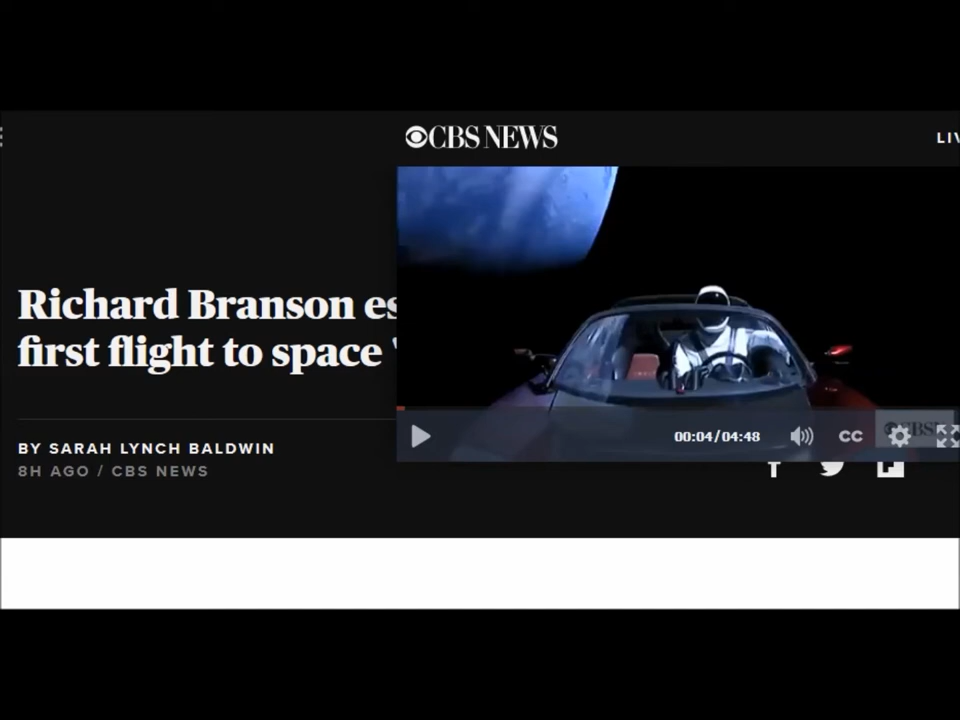 CBS NEWS
LIV
Richard Branson es
first flight to space
00:04/04:48
CC
BY SARAH LYNCH BALDWIN
8H AGO / CBS NEWS